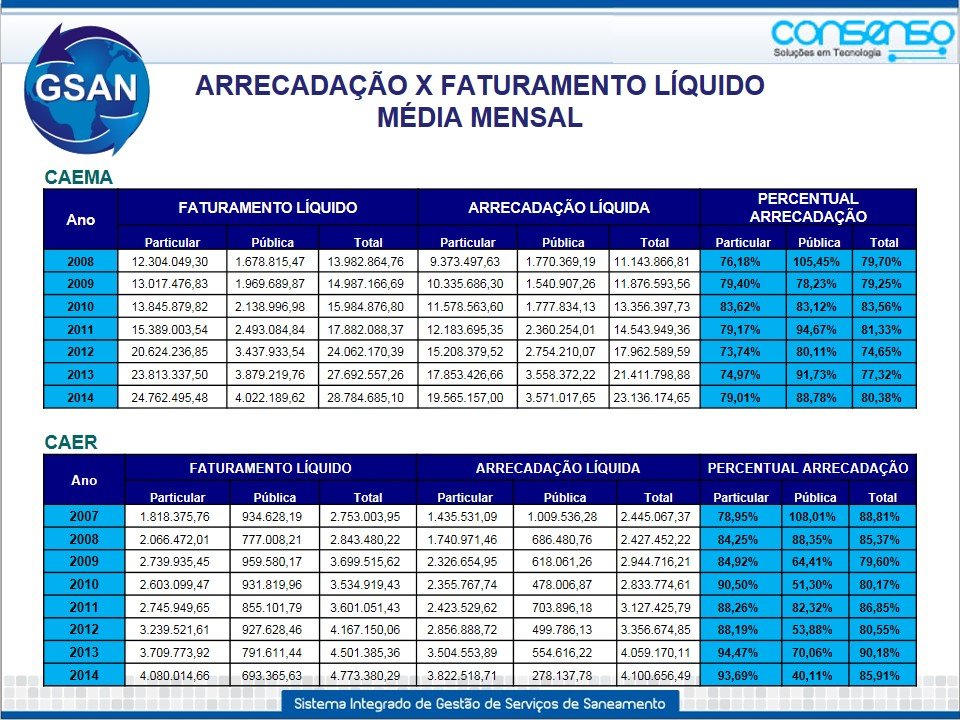 consenso
Soluções em Tecnologia
GSAN
ARRECADAÇÃO X FATURAMENTO LÍQUIDO
MÉDIA MENSAL
CAEMA
Ano FATURAMENTO LÍQUIDO ARRECADAÇÃO LÍQUIDA PERCENTUAL ARRECADAÇÃO
Particular Pública Total Particular Pública Total Particular Pública Total
2008 12.304.049,30 1.678.815,47 13.982.864,76 9.373.497,63 1.770.369,19 11.143.866,81 76,18% 105,45% 79,70%
2009 13.017.476,83 1.969.689,87 14.987.166,69 10.335.686,30 1.540.907,26 11.876.593,56 79,40% 78,23% 79,25%
2010 13.845.879,82 2.138.996,98 15.984.876,80 11.578.563,60 1.777.834,13 13.356.397,73 83,62% 83,12% 83,56%
2011 15.389.003,54 2.493.084,84 17.882.088,37 12.183.695,35 2.360.254,01 14.543.949,36 79,17% 94,67% 81,33%
2012 20.624.236,85 3.437.933,54 24.062.170,39 15.208.379,52 2.754.210,07 17.962.589,59 73,74% 80,11% 74,65%
2013 23.813.337,50 3.879.219,76 27.692.557,26 17.853.426,66 3.558.372,22 21.411.798,88 74,97% 91,73% 77,32%
2014 24.762.495,48 4.022.189,62 28.784.685,10 19.565.157,00 3.571.017,65 23.136.174,65 79,01% 88,78% 80,38%
CAER
Ano FATURAMENTO LÍQUIDO ARRECADAÇÃO LÍQUIDA PERCENTUAL ARRECADAÇÃO
Particular Pública Total Particular Pública Total Particular Pública Total
2007 1.818.375,76 934.628,19 2.753.003,95 1.435.531,09 1.009.536,28 2.445.067,37 78,95% 108,01% 88,81%
2008 2.066.472,01 777.008,21 2.843.480,22 1.740.971,46 686.480,76 2.427.452,22 84,25% 88,35% 85,37%
2009 2.739.935,45 959.580,17 3.699.515,62 2.326.654,95 618.061,26 2.944.716,21 84,92% 64,41% 79,60%
2010 2.603.099,47 931.819,96 3.534.919,43 2.355.767,74 478.006,87 2.833.774,61 90,50% 51,30% 80,17%
2011 2.745.949,65 855.101,79 3.601.051,43 2.423.529,62 703.896,18 3.127.425,79 88,26% 82,32% 86,85%
2012 3.239.521,61 927.628,46 4.167.150,06 2.856.888,72 499.786,13 3.356.674,85 88,19% 53,88% 80,55%
2013 3.709.773,92 791.611,44 4.501.385,36 3.504.553,89 554.616,22 4.059.170,11 94,47% 70,06% 90,18%
2014 4.080.014,66 693.365,63 4.773.380,29 3.822.518,71 278.137,78 4.100.656,49 93,69% 40,11% 85,91%
Sistema Integrado de Gestão de Serviços de Saneamento